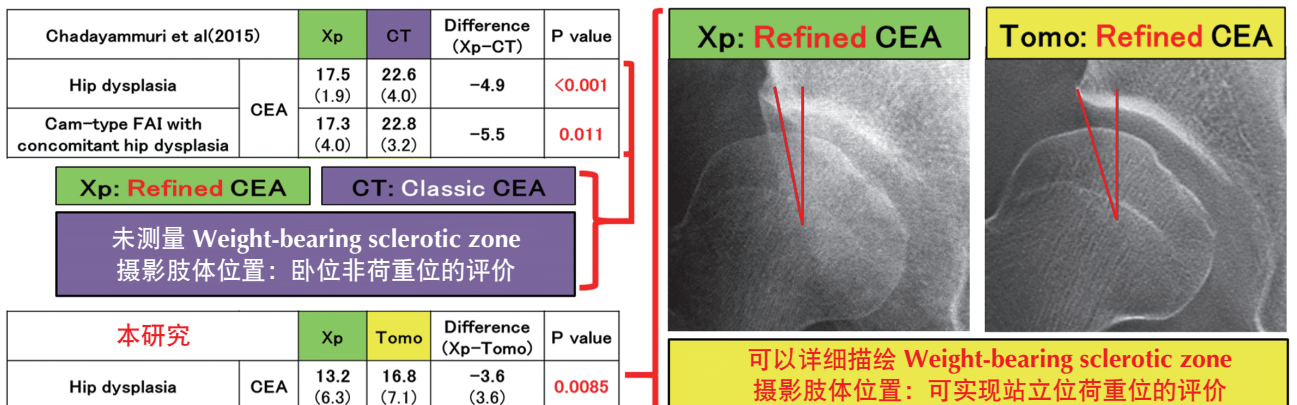 Chadayammuri et al(2015) Xp CT Difference (Xp-CT) P value
Hip dysplasia CEA 17.5 (1.9) 22.6 (4.0) −4.9 <0.001
Cam-type FAI with concomitant hip dysplasia 17.3 (4.0) 22.8 (3.2) −5.5 0.011
Xp: Refined CEA
CT: Classic CEA
未测量 Weight-bearing sclerotic zone
摄影肢体位置：卧位非荷重位的评价
本研究 Xp Tomo Difference (Xp-Tomo) P value
Hip dysplasia CEA 13.2 (6.3) 16.8 (7.1) −3.6 (3.6) 0.0085
Xp: Refined CEA
Tomo: Refined CEA
可以详细描绘 Weight-bearing sclerotic zone
摄影肢体位置：可实现站立位荷重位的评价